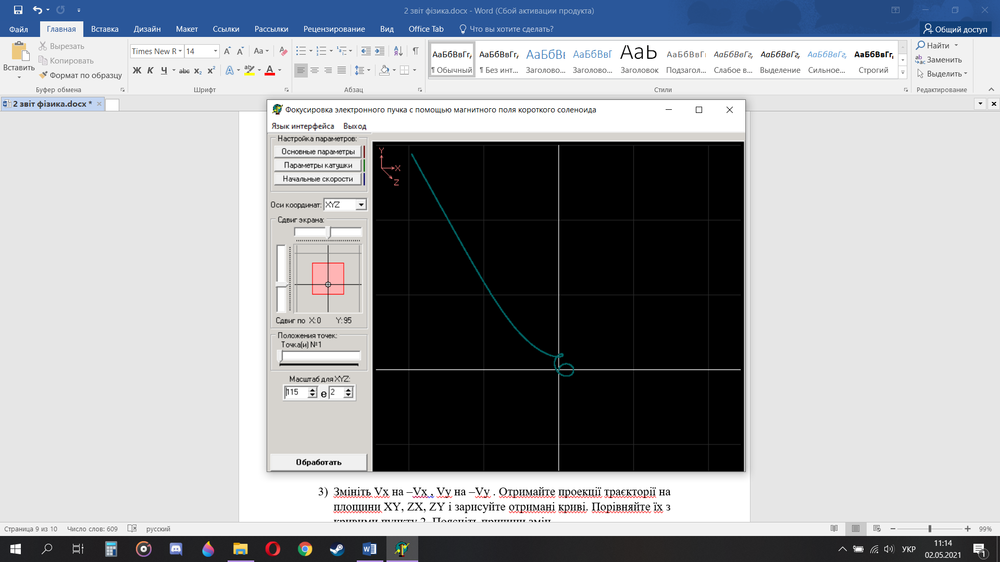 2 звіт фізика.docx - Word (Сбой активации продукта)
Файл Главная Вставка Дизайн Макет Ссылки Рассылки Рецензирование Вид Office Tab Что вы хотите сделать? Общий доступ
Вставить
Вырезать
Копировать
Формат по образцу
Буфер обмена
Times New R 14
Ж К Ч abc x₂ x²
Шрифт
Абзац
АаБбВвГг, АаБбВвГг, АаБбВв АаБбВвГ АаЬ АаБбВвГг АаБбВвГг, АаБбВвГг, АаБбВвГг, АаБбВвГг,
¶ Обычный ¶ Без инт... Заголово... Заголово... Заголовок Подзагол... Слабое в... Выделение Сильное... Строгий
Стили
Найти
Заменить
Выделить
Редактирование
2 звіт фізика.docx *
Фокусировка электронного пучка с помощью магнитного поля короткого соленоида
Язык интерфейса Выход
Настройка параметров:
Основные параметры
Параметры катушки
Начальные скорости
Оси координат: XYZ
Сдвиг экрана:
Сдвиг по X:0 Y:95
Положения точек:
Точка(и) №1
Масштаб для XYZ:
115 е 2
Обработать
Y
X
Z
3) Змініть Vx на –Vx , Vy на –Vy . Отримайте проекції траєкторії на
площини XY, ZX, ZY і зарисуйте отримані криві. Порівняйте їх з
кривими пункту 2. Поясніть причини змін.
Страница 9 из 10 Число слов: 609 русский 99%
УКР
11:14
02.05.2021
1